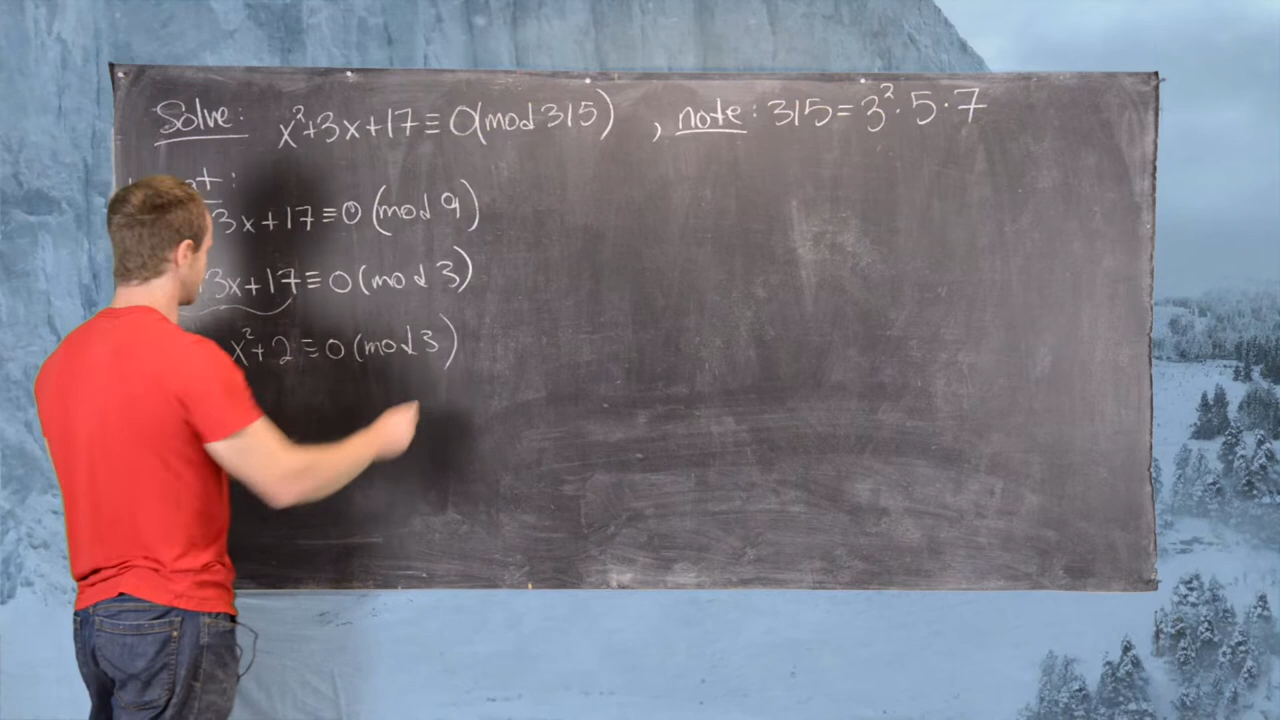 Solve: x²+3x+17≡0(mod 315) , note: 315=3²·5·7
3x+17≡0(mod 9)
3x+17≡0(mod 3)
x²+2≡0(mod 3)